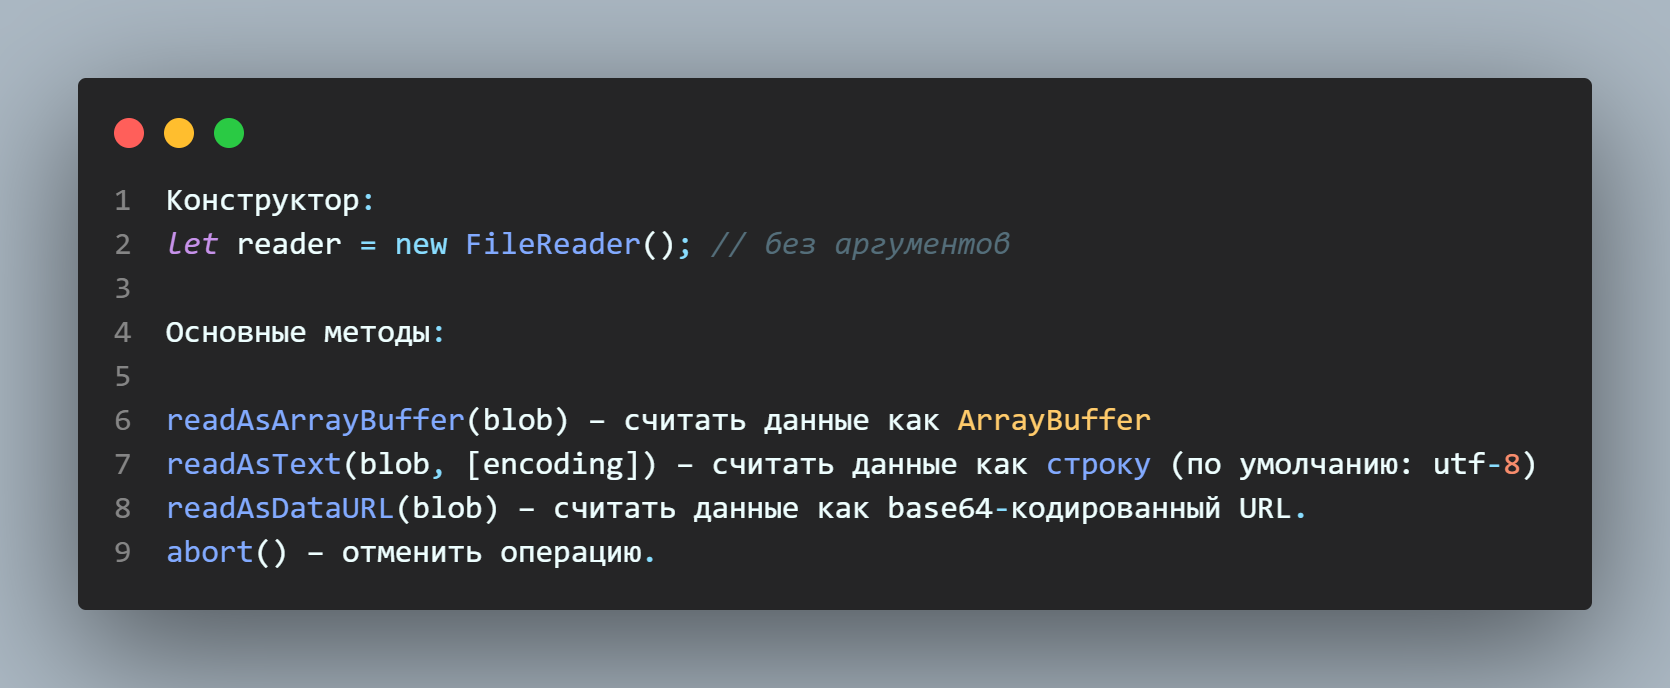 1 Конструктор:
2 let reader = new FileReader(); // без аргументов
3
4 Основные методы:
5
6 readAsArrayBuffer(blob) – считать данные как ArrayBuffer
7 readAsText(blob, [encoding]) – считать данные как строку (по умолчанию: utf-8)
8 readAsDataURL(blob) – считать данные как base64-кодированный URL.
9 abort() – отменить операцию.